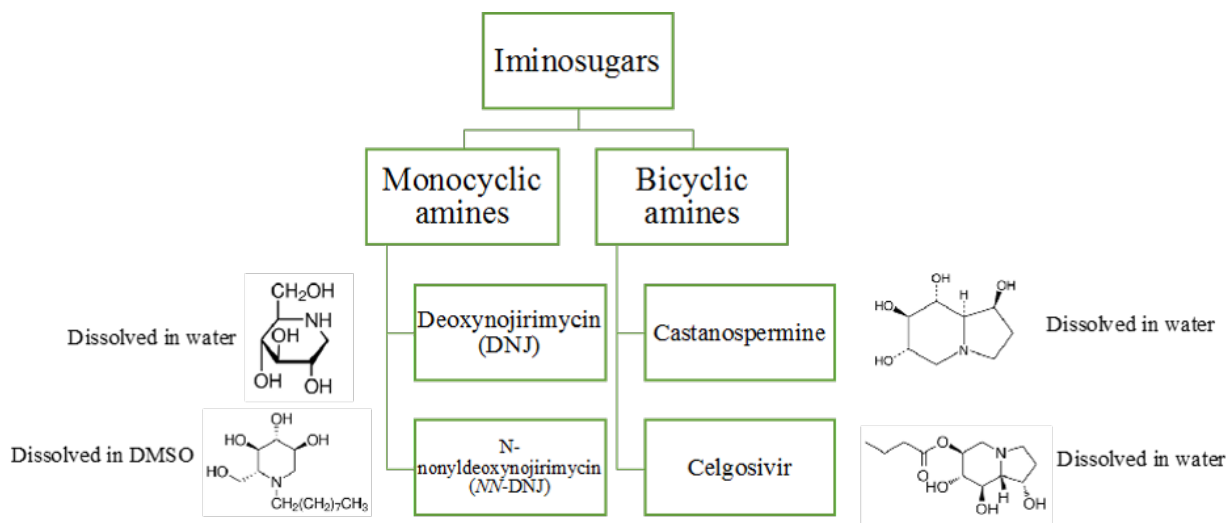 Iminosugars
Monocyclic
amines
Bicyclic
amines
Dissolved in water
CH₂OH
NH
OH
OH
OH
Deoxynojirimycin
(DNJ)
Castanospermine
OH
H
OH
HO
HO
N
Dissolved in water
Dissolved in DMSO
OH
HO
OH
HO
N
CH₂(CH₂)₇CH₃
N-
nonyldeoxynojirimycin
(NN-DNJ)
Celgosivir
O
N
O
HO
H
OH
OH
Dissolved in water